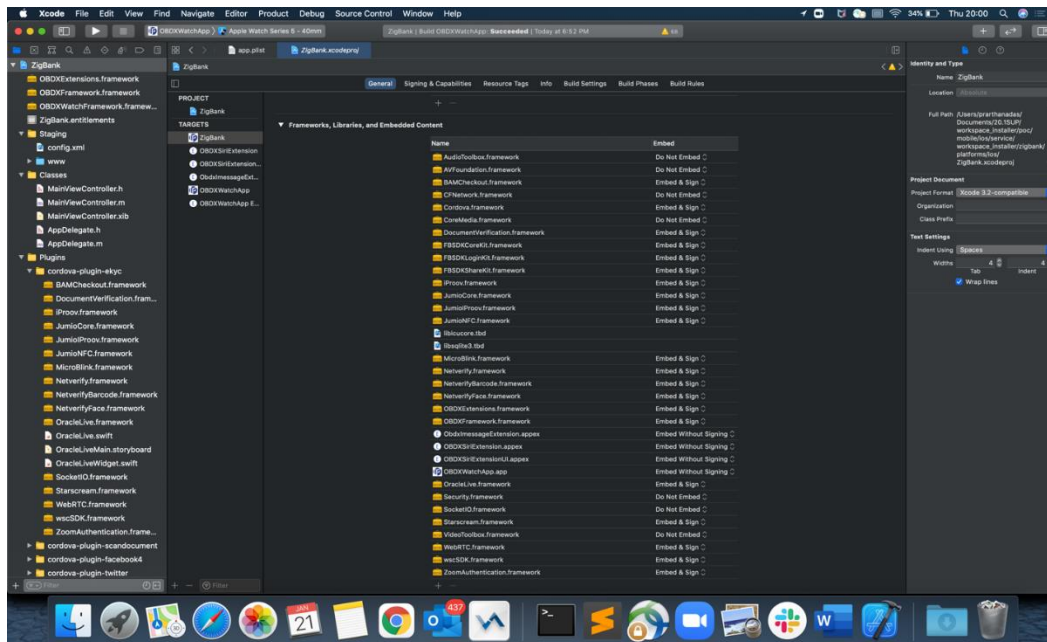 Xcode File Edit View Find Navigate Editor Product Debug Source Control Window Help
34% Thu 20:00
OBDXWatchApp Apple Watch Series 5 - 40mm
ZigBank | Build OBDXWatchApp: Succeeded | Today at 6:52 PM
app.plist ZigBank.xcodeproj
ZigBank
General Signing & Capabilities Resource Tags Info Build Settings Build Phases Build Rules
ZigBank
OBDXExtensions.framework
OBDXFramework.framework
OBDXWatchFramework.framew...
ZigBank.entitlements
Staging
config.xml
www
Classes
MainViewController.h
MainViewController.m
MainViewController.xib
AppDelegate.h
AppDelegate.m
Plugins
cordova-plugin-ekyc
BAMCheckout.framework
DocumentVerification.fram...
iProov.framework
JumioCore.framework
JumioIProov.framework
JumioNFC.framework
MicroBlink.framework
Netverify.framework
NetverifyBarcode.framework
NetverifyFace.framework
OracleLive.framework
OracleLive.swift
OracleLiveMain.storyboard
OracleLiveWidget.swift
SocketIO.framework
Starscream.framework
WebRTC.framework
wscSDK.framework
ZoomAuthentication.frame...
cordova-plugin-scandocument
cordova-plugin-facebook4
cordova-plugin-twitter
Filter
PROJECT
ZigBank
TARGETS
ZigBank
OBDXSiriExtension
OBDXSiriExtension...
ObdxImessageExt...
OBDXWatchApp
OBDXWatchApp E...
Filter
Frameworks, Libraries, and Embedded Content
Name Embed
AudioToolbox.framework Do Not Embed
AVFoundation.framework Do Not Embed
BAMCheckout.framework Embed & Sign
CFNetwork.framework Do Not Embed
Cordova.framework Embed & Sign
CoreMedia.framework Do Not Embed
DocumentVerification.framework Embed & Sign
FBSDKCoreKit.framework Embed & Sign
FBSDKLoginKit.framework Embed & Sign
FBSDKShareKit.framework Embed & Sign
iProov.framework Embed & Sign
JumioCore.framework Embed & Sign
JumioIProov.framework Embed & Sign
JumioNFC.framework Embed & Sign
libicucore.tbd
libsqlite3.tbd
MicroBlink.framework Embed & Sign
Netverify.framework Embed & Sign
NetverifyBarcode.framework Embed & Sign
NetverifyFace.framework Embed & Sign
OBDXExtensions.framework Embed & Sign
OBDXFramework.framework Embed & Sign
ObdxImessageExtension.appex Embed Without Signing
OBDXSiriExtension.appex Embed Without Signing
OBDXSiriExtensionUI.appex Embed Without Signing
OBDXWatchApp.app Embed Without Signing
OracleLive.framework Embed & Sign
Security.framework Do Not Embed
SocketIO.framework Do Not Embed
Starscream.framework Embed & Sign
VideoToolbox.framework Do Not Embed
WebRTC.framework Embed & Sign
wscSDK.framework Embed & Sign
ZoomAuthentication.framework Embed & Sign
Identity and Type
Name ZigBank
Location Absolute
Full Path /Users/prarthanadas/
Documents/20.1SUP/
workspace_installer/poc/
mobile/ios/service/
workspace_installer/zigbank/
platforms/ios/
ZigBank.xcodeproj
Project Document
Project Format Xcode 3.2-compatible
Organization
Class Prefix
Text Settings
Indent Using Spaces
Widths 4 4
Tab Indent
Wrap lines
JAN
21
437